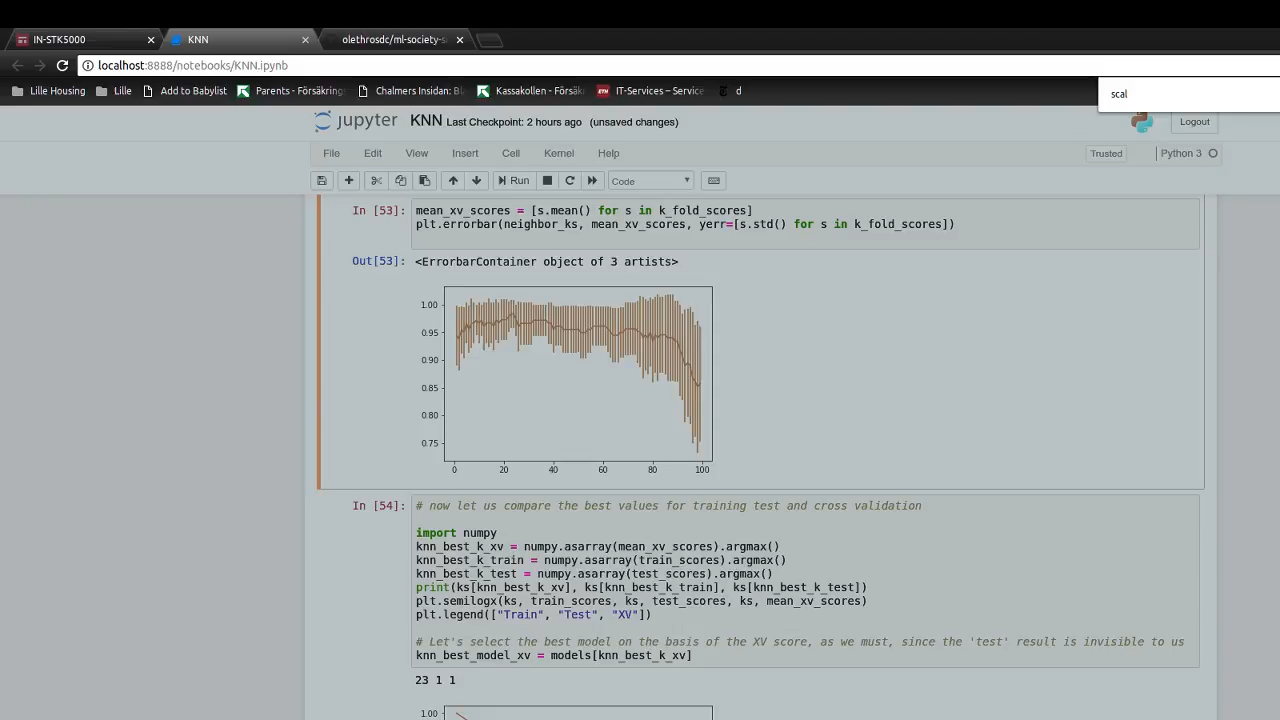 IN-STK5000
KNN
olethrosdc/ml-society-s
localhost:8888/notebooks/KNN.ipynb
Lille Housing
Lille
Add to Babylist
Parents - Försäkring
Chalmers Insidan: Bl
Kassakollen - Försäk
IT-Services – Service
d
scal
jupyter KNN Last Checkpoint: 2 hours ago (unsaved changes)
Logout
File Edit View Insert Cell Kernel Help
Trusted
Python 3
Run
Code
In [53]:
mean_xv_scores = [s.mean() for s in k_fold_scores]
plt.errorbar(neighbor_ks, mean_xv_scores, yerr=[s.std() for s in k_fold_scores])
Out[53]:
<ErrorbarContainer object of 3 artists>
1.00
0.95
0.90
0.85
0.80
0.75
0 20 40 60 80 100
In [54]:
# now let us compare the best values for training test and cross validation
import numpy
knn_best_k_xv = numpy.asarray(mean_xv_scores).argmax()
knn_best_k_train = numpy.asarray(train_scores).argmax()
knn_best_k_test = numpy.asarray(test_scores).argmax()
print(ks[knn_best_k_xv], ks[knn_best_k_train], ks[knn_best_k_test])
plt.semilogx(ks, train_scores, ks, test_scores, ks, mean_xv_scores)
plt.legend(["Train", "Test", "XV"])
# Let's select the best model on the basis of the XV score, as we must, since the 'test' result is invisible to us
knn_best_model_xv = models[knn_best_k_xv]
23 1 1
1.00